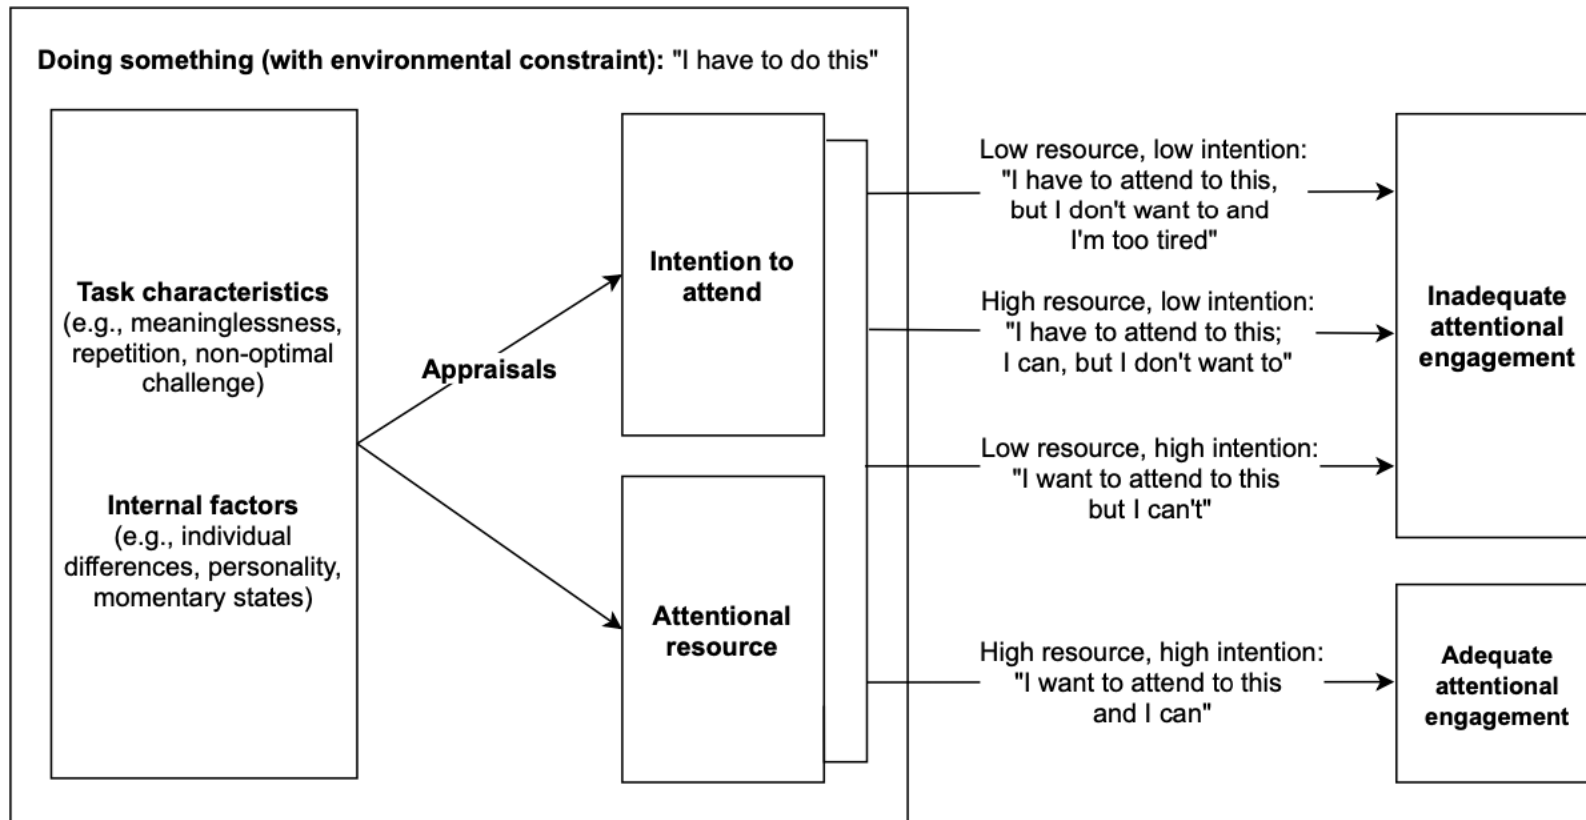 Doing something (with environmental constraint): "I have to do this"
Task characteristics
(e.g., meaninglessness,
repetition, non-optimal
challenge)
Internal factors
(e.g., individual
differences, personality,
momentary states)
Appraisals
Intention to
attend
Attentional
resource
Low resource, low intention:
"I have to attend to this,
but I don't want to and
I'm too tired"
High resource, low intention:
"I have to attend to this;
I can, but I don't want to"
Low resource, high intention:
"I want to attend to this
but I can't"
High resource, high intention:
"I want to attend to this
and I can"
Inadequate
attentional
engagement
Adequate
attentional
engagement